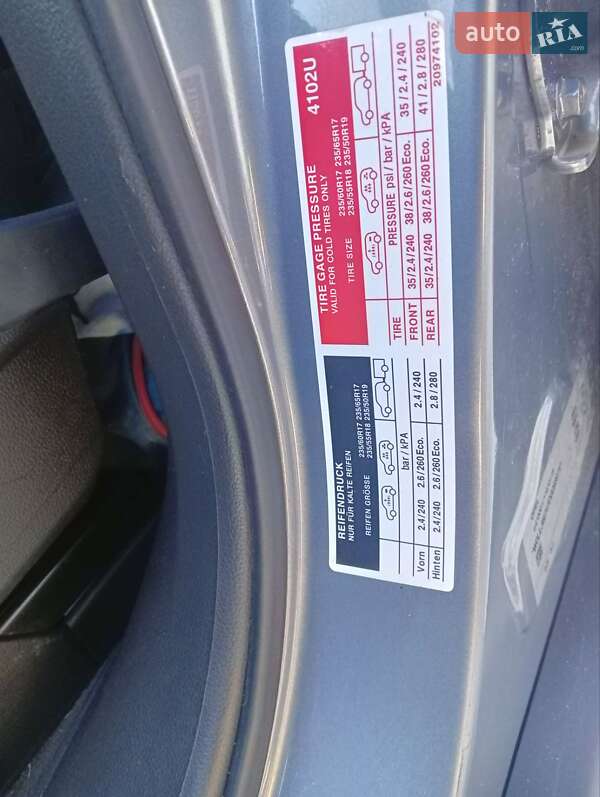 auto RIA .com
TIRE GAGE PRESSURE 4102U
VALID FOR COLD TIRES ONLY
TIRE SIZE 235/60R17 235/65R17
235/55R18 235/50R19
PRESSURE psi / bar / kPA
TIRE
FRONT 35/2.4/240 38/2.6/260Eco. 35/2.4/240
REAR 35/2.4/240 38/2.6/260Eco. 41/2.8/280
20974102
REIFENDRUCK
NUR FÜR KALTE REIFEN
REIFEN GRÖSSE 235/60R17 235/65R17
235/55R18 235/50R19
bar / kPA
Vorn 2.4/240 2.6/260Eco. 2.4/240
Hinten 2.4/240 2.6/260Eco. 2.8/280